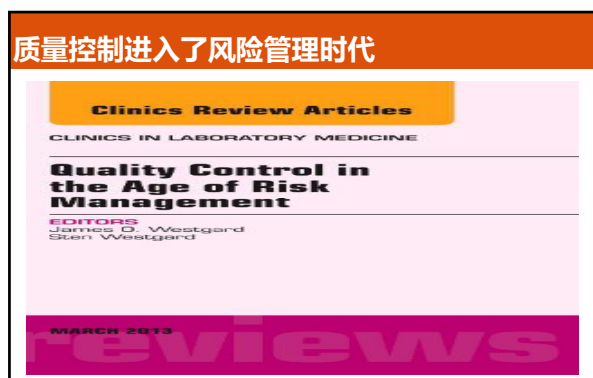 质量控制进入了风险管理时代
Clinics Review Articles
CLINICS IN LABORATORY MEDICINE
Quality Control in
the Age of Risk
Management
EDITORS
James O. Westgard
Sten Westgard
MARCH 2013
reviews